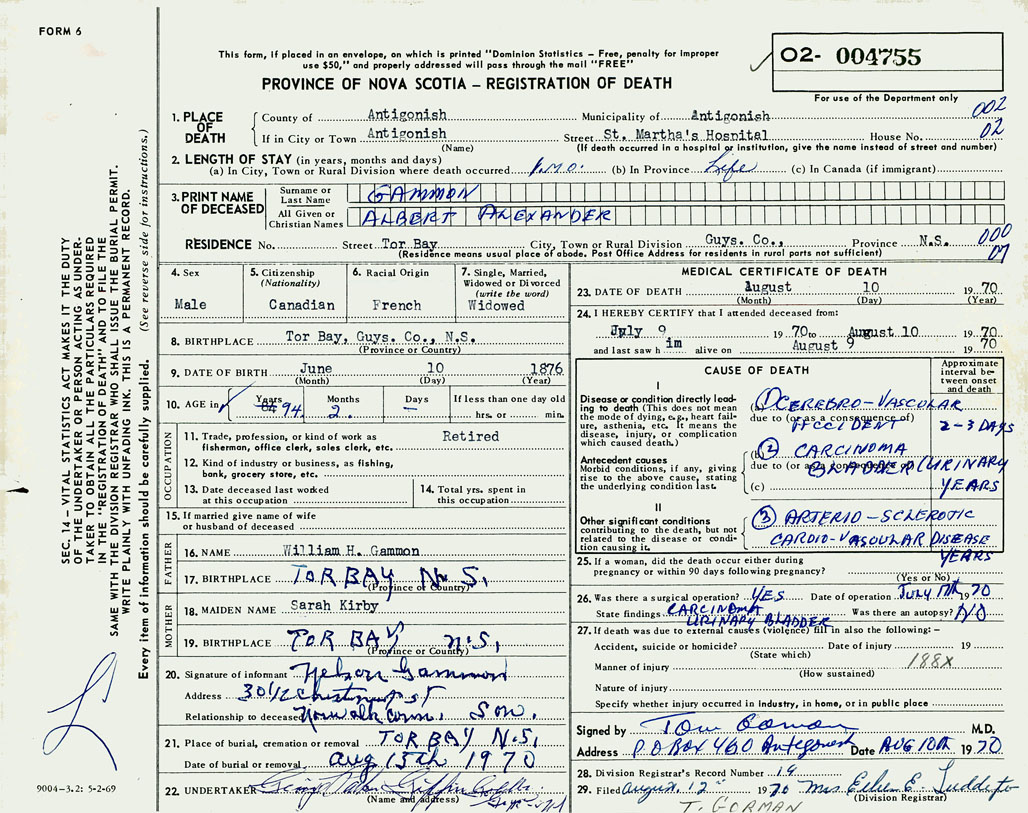 FORM 6
This form, if placed in an envelope, on which is printed "Dominion Statistics – Free, penalty for improper
use $50," and properly addressed will pass through the mail "FREE"
PROVINCE OF NOVA SCOTIA – REGISTRATION OF DEATH
02- 004755
For use of the Department only
SEC. 14 – VITAL STATISTICS ACT MAKES IT THE DUTY
OF THE UNDERTAKER OR PERSON ACTING AS UNDER-
TAKER TO OBTAIN ALL THE PARTICULARS REQUIRED
IN THE "REGISTRATION OF DEATH" AND TO FILE THE
SAME WITH THE DIVISION REGISTRAR WHO SHALL ISSUE THE BURIAL PERMIT.
WRITE PLAINLY WITH UNFADING INK. THIS IS A PERMANENT RECORD.
Every item of information should be carefully supplied. (See reverse side for instructions.)
1. PLACE OF DEATH
County of Antigonish Municipality of Antigonish 002
If in City or Town Antigonish Street St. Martha's Hospital House No. 02
(Name) (If death occurred in a hospital or institution, give the name instead of street and number)
2. LENGTH OF STAY (in years, months and days)
(a) In City, Town or Rural Division where death occurred 1 mo. (b) In Province Life (c) In Canada (if immigrant)
3. PRINT NAME OF DECEASED
Surname or Last Name GAMMON
All Given or Christian Names ALBERT ALEXANDER
RESIDENCE No. Street Tor Bay City, Town or Rural Division Guys. Co., Province N.S. 000
(Residence means usual place of abode. Post Office Address for residents in rural parts not sufficient) 07
4. Sex Male
5. Citizenship (Nationality) Canadian
6. Racial Origin French
7. Single, Married, Widowed or Divorced (write the word) Widowed
8. BIRTHPLACE Tor Bay, Guys. Co., N.S.
(Province or Country)
9. DATE OF BIRTH June 10 1876
(Month) (Day) (Year)
10. AGE in Years 94 Months 2 Days – If less than one day old hrs. or min.
OCCUPATION
11. Trade, profession, or kind of work as fisherman, office clerk, sales clerk, etc. Retired
12. Kind of industry or business, as fishing, bank, grocery store, etc.
13. Date deceased last worked at this occupation
14. Total yrs. spent in this occupation
15. If married give name of wife or husband of deceased
FATHER
16. NAME William H. Gammon
17. BIRTHPLACE TOR BAY N.S.
(Province or Country)
MOTHER
18. MAIDEN NAME Sarah Kirby
19. BIRTHPLACE TOR BAY N.S.
(Province or Country)
20. Signature of informant Nelson Gammon
Address 30 1/2 Chestnut St
Relationship to deceased Norwalk Conn. Son.
21. Place of burial, cremation or removal TOR BAY N.S.
Date of burial or removal Aug 13th 1970
22. UNDERTAKER
(Name and address)
9004-3.2: 5-2-69
MEDICAL CERTIFICATE OF DEATH
23. DATE OF DEATH August 10 1970
(Month) (Day) (Year)
24. I HEREBY CERTIFY that I attended deceased from:
July 9 1970 to August 10 1970
and last saw him alive on August 9 1970
CAUSE OF DEATH
Approximate interval between onset and death
I
Disease or condition directly leading to death (This does not mean the mode of dying, e.g., heart failure, asthenia, etc. It means the disease, injury, or complication which caused death.)
(a) 1 CEREBRO-VASCULAR
due to (or as a consequence of)
ACCIDENT 2-3 DAYS
Antecedent causes
Morbid conditions, if any, giving rise to the above cause, stating the underlying condition last.
(b) 2 CARCINOMA
due to (or as a consequence of)
BLADDER (URINARY
(c) YEARS
II
Other significant conditions contributing to the death, but not related to the disease or condition causing it.
3 ARTERIO-SCLEROTIC
CARDIO-VASCULAR DISEASE
YEARS
25. If a woman, did the death occur either during pregnancy or within 90 days following pregnancy?
(Yes or No)
26. Was there a surgical operation? YES Date of operation JULY 17th 1970
State findings CARCINOMA URINARY BLADDER Was there an autopsy? NO
27. If death was due to external causes (violence) fill in also the following: –
Accident, suicide or homicide? Date of injury 19
(State which)
Manner of injury 188X
(How sustained)
Nature of injury
Specify whether injury occurred in industry, in home, or in public place
Signed by Tom Gorman M.D.
Address P.O BOX 460 Antigonish Date AUG 10th 1970
28. Division Registrar's Record Number 19
29. Filed August 12 1970 Mrs. Eileen E.
(Division Registrar)
T. GORMAN